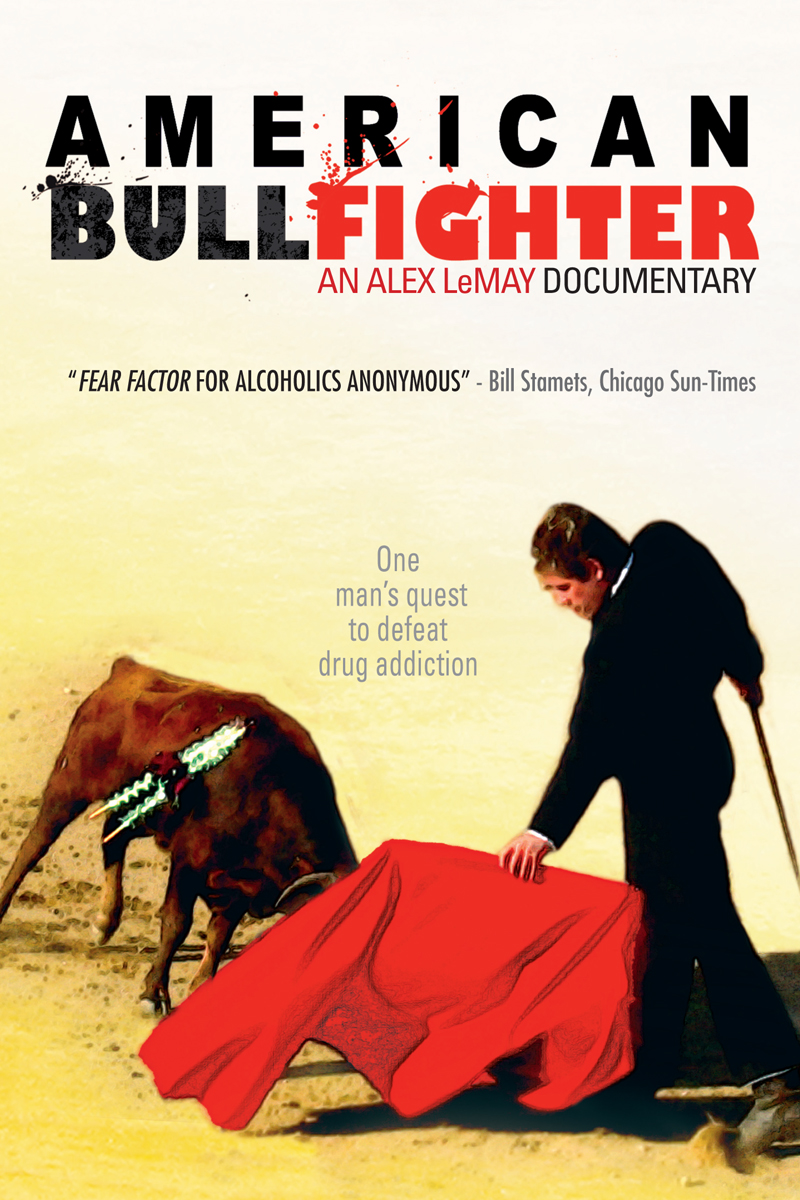 AMERICAN
BULLFIGHTER
AN ALEX LeMAY DOCUMENTARY
“FEAR FACTOR FOR ALCOHOLICS ANONYMOUS” - Bill Stamets, Chicago Sun-Times
One
man’s quest
to defeat
drug addiction